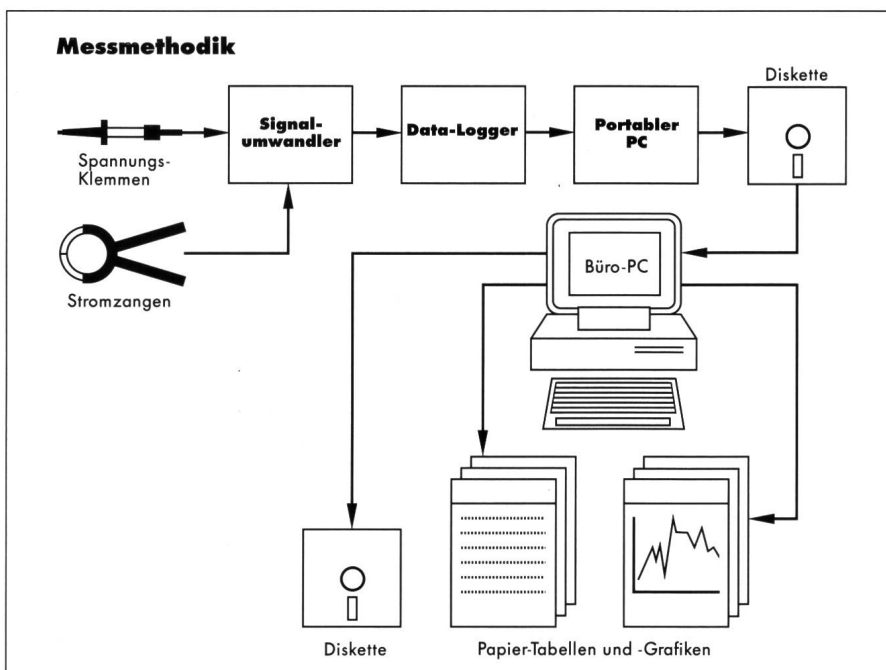 Messmethodik
Diskette
Signal-
umwandler
Data-Logger
Portabler
PC
Spannungs-
Klemmen
Büro-PC
Stromzangen
Diskette
Papier-Tabellen und -Grafiken